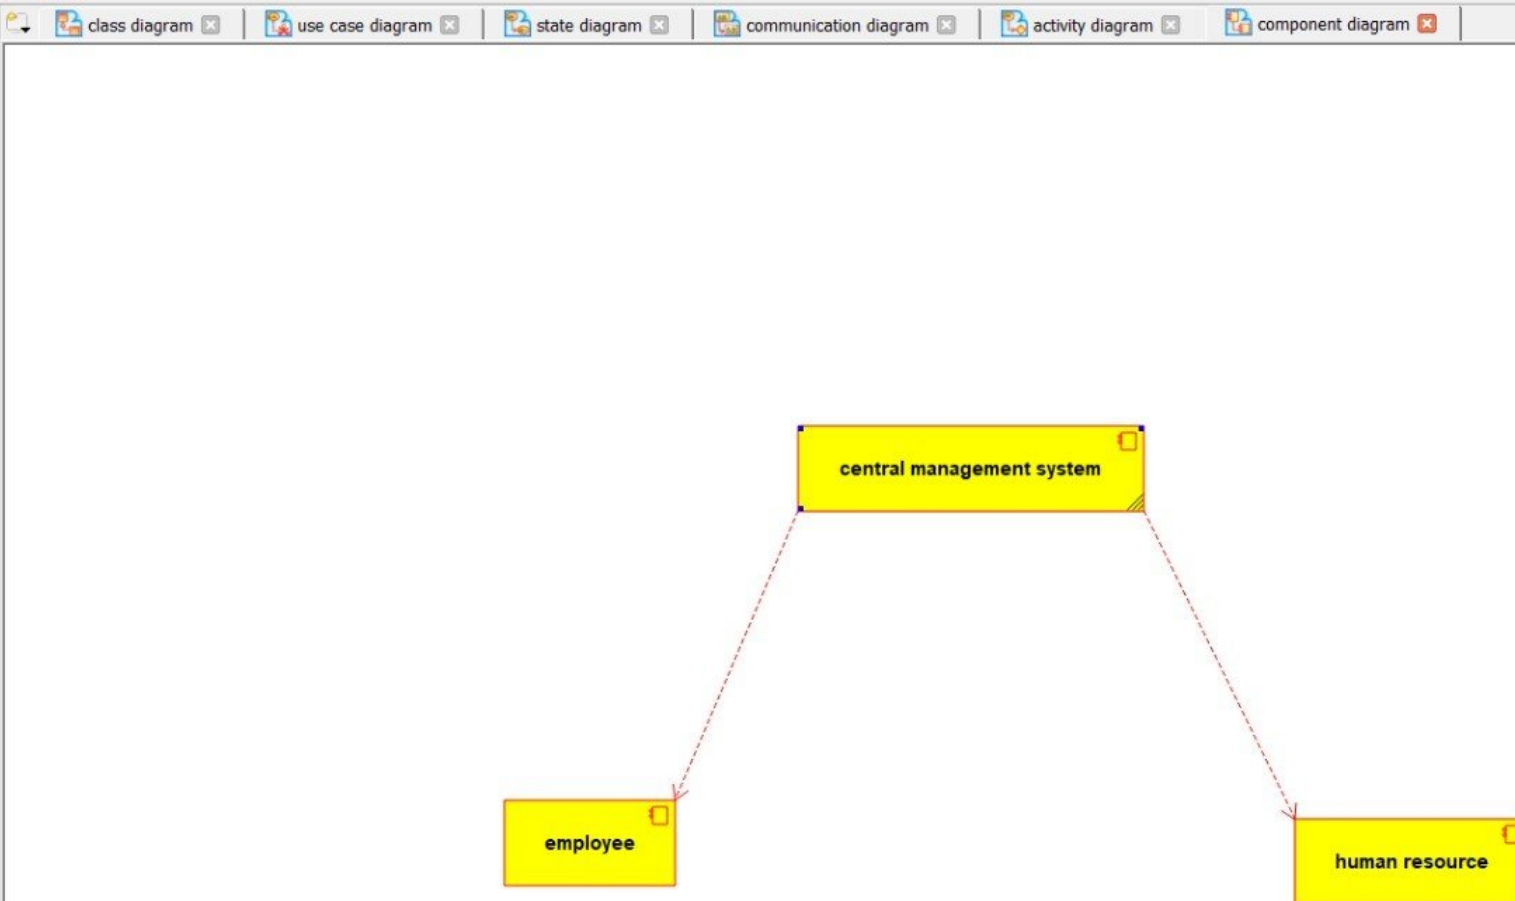 class diagram use case diagram state diagram communication diagram activity diagram component diagram
central management system
employee
human resource